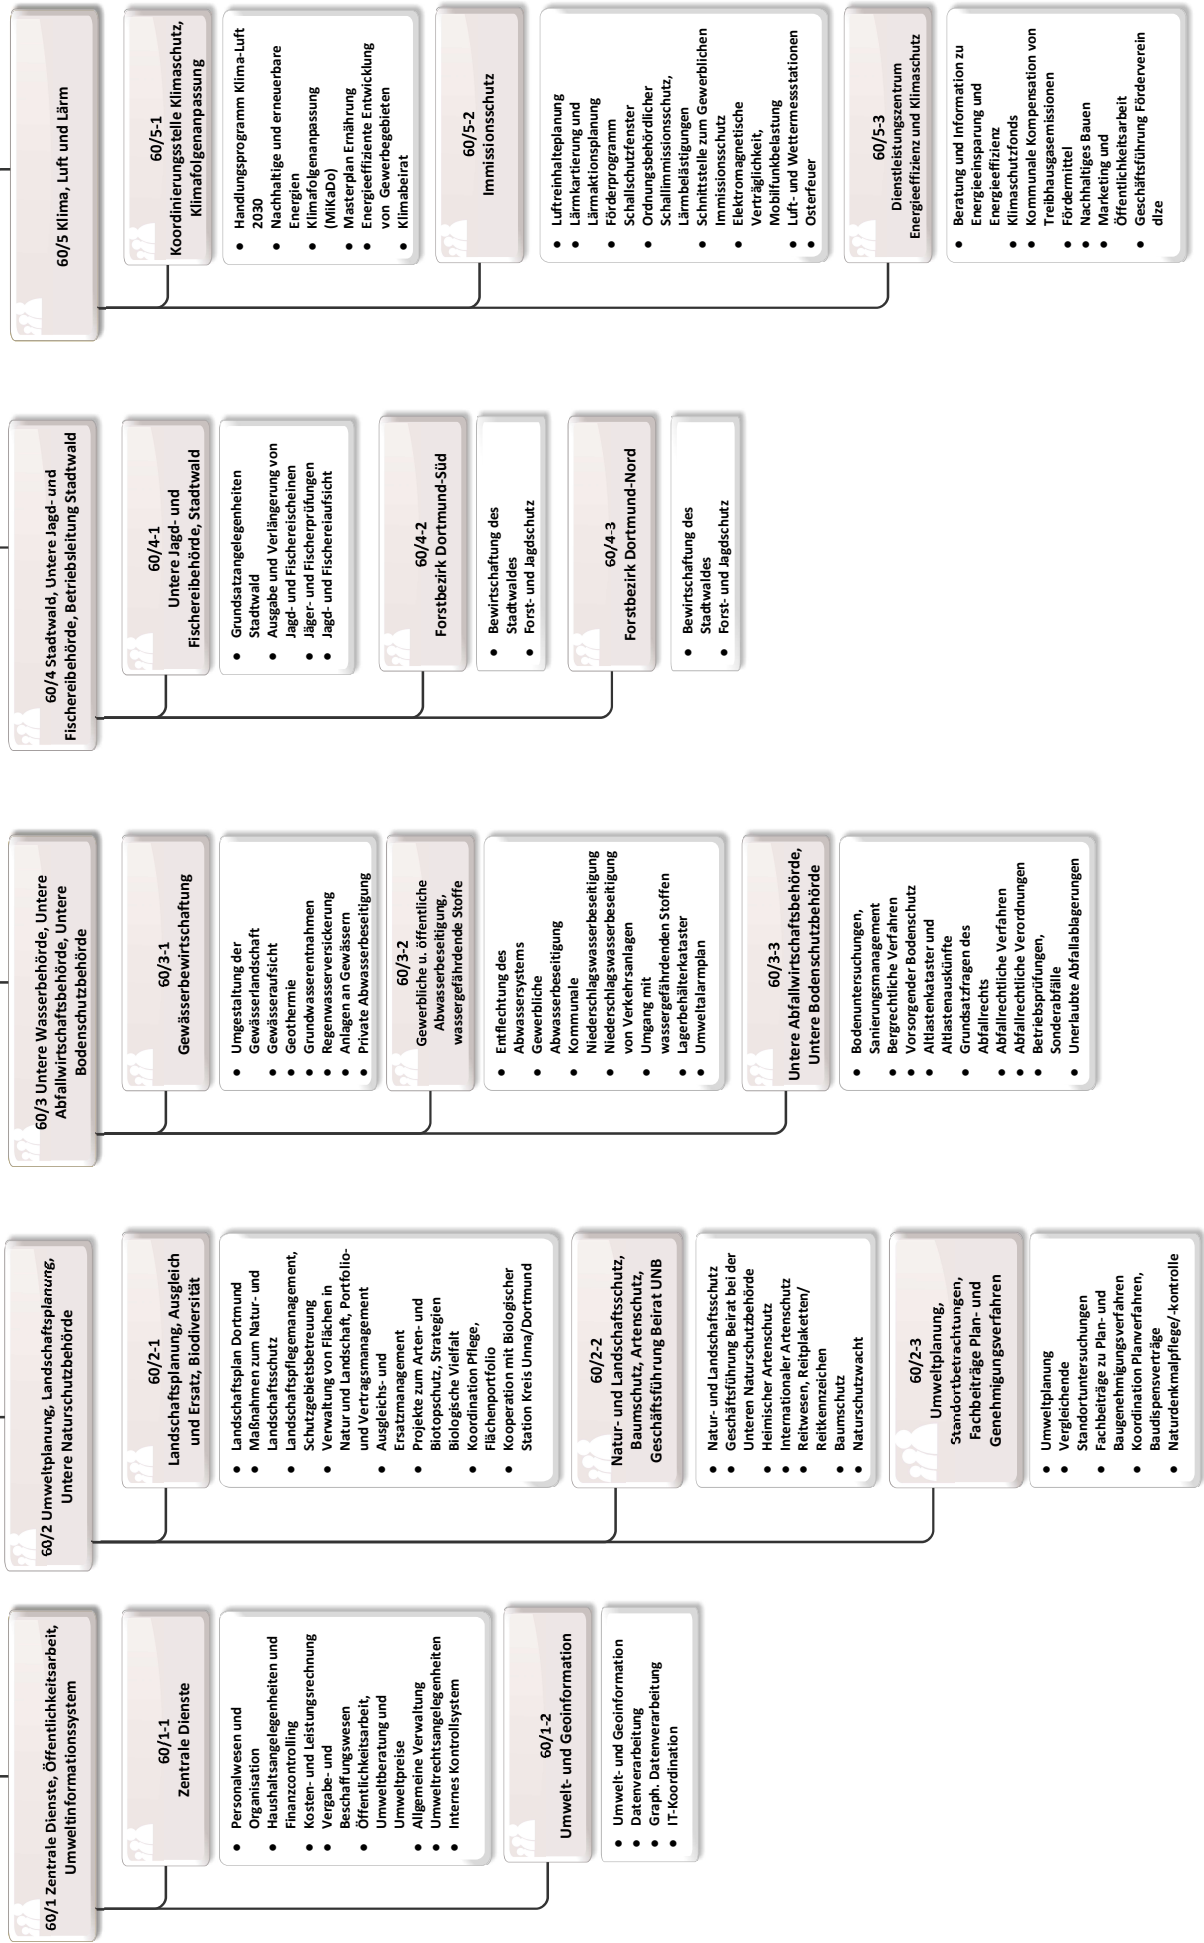 60/1 Zentrale Dienste, Öffentlichkeitsarbeit,
Umweltinformationssystem
60/1-1
Zentrale Dienste
• Personalwesen und
Organisation
• Haushaltsangelegenheiten und
Finanzcontrolling
• Kosten- und Leistungsrechnung
• Vergabe- und
Beschaffungswesen
• Öffentlichkeitsarbeit,
Umweltberatung und
Umweltpreise
• Allgemeine Verwaltung
• Umweltrechtsangelegenheiten
• Internes Kontrollsystem
60/1-2
Umwelt- und Geoinformation
• Umwelt- und Geoinformation
• Datenverarbeitung
• Graph. Datenverarbeitung
• IT-Koordination
60/2 Umweltplanung, Landschaftsplanung,
Untere Naturschutzbehörde
60/2-1
Landschaftsplanung, Ausgleich
und Ersatz, Biodiversität
• Landschaftsplan Dortmund
• Maßnahmen zum Natur- und
Landschaftsschutz
• Landschaftspflegemanagement,
Schutzgebietsbetreuung
• Verwaltung von Flächen in
Natur und Landschaft, Portfolio-
und Vertragsmanagement
• Ausgleichs- und
Ersatzmanagement
• Projekte zum Arten- und
Biotopschutz, Strategien
Biologische Vielfalt
• Koordination Pflege,
Flächenportfolio
• Kooperation mit Biologischer
Station Kreis Unna/Dortmund
60/2-2
Natur- und Landschaftsschutz,
Baumschutz, Artenschutz,
Geschäftsführung Beirat UNB
• Natur- und Landschaftsschutz
• Geschäftsführung Beirat bei der
Unteren Naturschutzbehörde
• Heimischer Artenschutz
• Internationaler Artenschutz
• Reitwesen, Reitplaketten/
Reitkennzeichen
• Baumschutz
• Naturschutzwacht
60/2-3
Umweltplanung,
Standortbetrachtungen,
Fachbeiträge Plan- und
Genehmigungsverfahren
• Umweltplanung
• Vergleichende
Standortuntersuchungen
• Fachbeiträge zu Plan- und
Baugenehmigungsverfahren
• Koordination Planverfahren,
Baudispensverträge
• Naturdenkmalpflege/-kontrolle
60/3 Untere Wasserbehörde, Untere
Abfallwirtschaftsbehörde, Untere
Bodenschutzbehörde
60/3-1
Gewässerbewirtschaftung
• Umgestaltung der
Gewässerlandschaft
• Gewässeraufsicht
• Geothermie
• Grundwasserentnahmen
• Regenwasserversickerung
• Anlagen an Gewässern
• Private Abwasserbeseitigung
60/3-2
Gewerbliche u. öffentliche
Abwasserbeseitigung,
wassergefährdende Stoffe
• Entflechtung des
Abwassersystems
• Gewerbliche
Abwasserbeseitigung
• Kommunale
Niederschlagswasserbeseitigung
• Niederschlagswasserbeseitigung
von Verkehrsanlagen
• Umgang mit
wassergefährdenden Stoffen
• Lagerbehälterkataster
• Umweltalarmplan
60/3-3
Untere Abfallwirtschaftsbehörde,
Untere Bodenschutzbehörde
• Bodenuntersuchungen,
Sanierungsmanagement
• Bergrechtliche Verfahren
• Vorsorgender Bodenschutz
• Altlastenkataster und
Altlastenauskünfte
• Grundsatzfragen des
Abfallrechts
• Abfallrechtliche Verfahren
• Abfallrechtliche Verordnungen
• Betriebsprüfungen,
Sonderabfälle
• Unerlaubte Abfallablagerungen
60/4 Stadtwald, Untere Jagd- und
Fischereibehörde, Betriebsleitung Stadtwald
60/4-1
Untere Jagd- und
Fischereibehörde, Stadtwald
• Grundsatzangelegenheiten
Stadtwald
• Ausgabe und Verlängerung von
Jagd- und Fischereischeinen
• Jäger- und Fischerprüfungen
• Jagd- und Fischereiaufsicht
60/4-2
Forstbezirk Dortmund-Süd
• Bewirtschaftung des
Stadtwaldes
• Forst- und Jagdschutz
60/4-3
Forstbezirk Dortmund-Nord
• Bewirtschaftung des
Stadtwaldes
• Forst- und Jagdschutz
60/5 Klima, Luft und Lärm
60/5-1
Koordinierungsstelle Klimaschutz,
Klimafolgenanpassung
• Handlungsprogramm Klima-Luft
2030
• Nachhaltige und erneuerbare
Energien
• Klimafolgenanpassung
(MiKaDo)
• Masterplan Ernährung
• Energieeffiziente Entwicklung
von Gewerbegebieten
• Klimabeirat
60/5-2
Immissionsschutz
• Luftreinhalteplanung
• Lärmkartierung und
Lärmaktionsplanung
• Förderprogramm
Schallschutzfenster
• Ordnungsbehördlicher
Schallimmissionsschutz,
Lärmbelästigungen
• Schnittstelle zum Gewerblichen
Immissionsschutz
• Elektromagnetische
Verträglichkeit,
Mobilfunkbelastung
• Luft- und Wettermessstationen
• Osterfeuer
60/5-3
Dienstleistungszentrum
Energieeffizienz und Klimaschutz
• Beratung und Information zu
Energieeinsparung und
Energieeffizienz
• Klimaschutzfonds
• Kommunale Kompensation von
Treibhausgasemissionen
• Fördermittel
• Nachhaltiges Bauen
• Marketing und
Öffentlichkeitsarbeit
• Geschäftsführung Förderverein
dlze